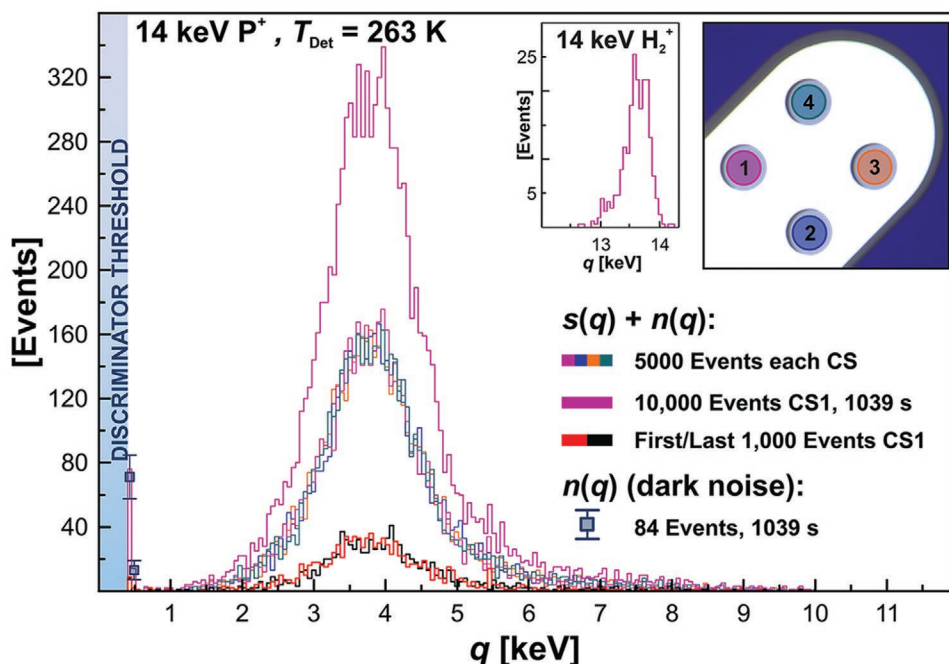 14 keV P⁺ , T_Det = 263 K
14 keV H₂⁺
[Events]
25
5
13 14
q [keV]
4
1
3
2
320
280
240
200
160
120
80
40
[Events]
DISCRIMINATOR THRESHOLD
s(q) + n(q):
5000 Events each CS
10,000 Events CS1, 1039 s
First/Last 1,000 Events CS1
n(q) (dark noise):
84 Events, 1039 s
1 2 3 4 5 6 7 8 9 10 11
q [keV]